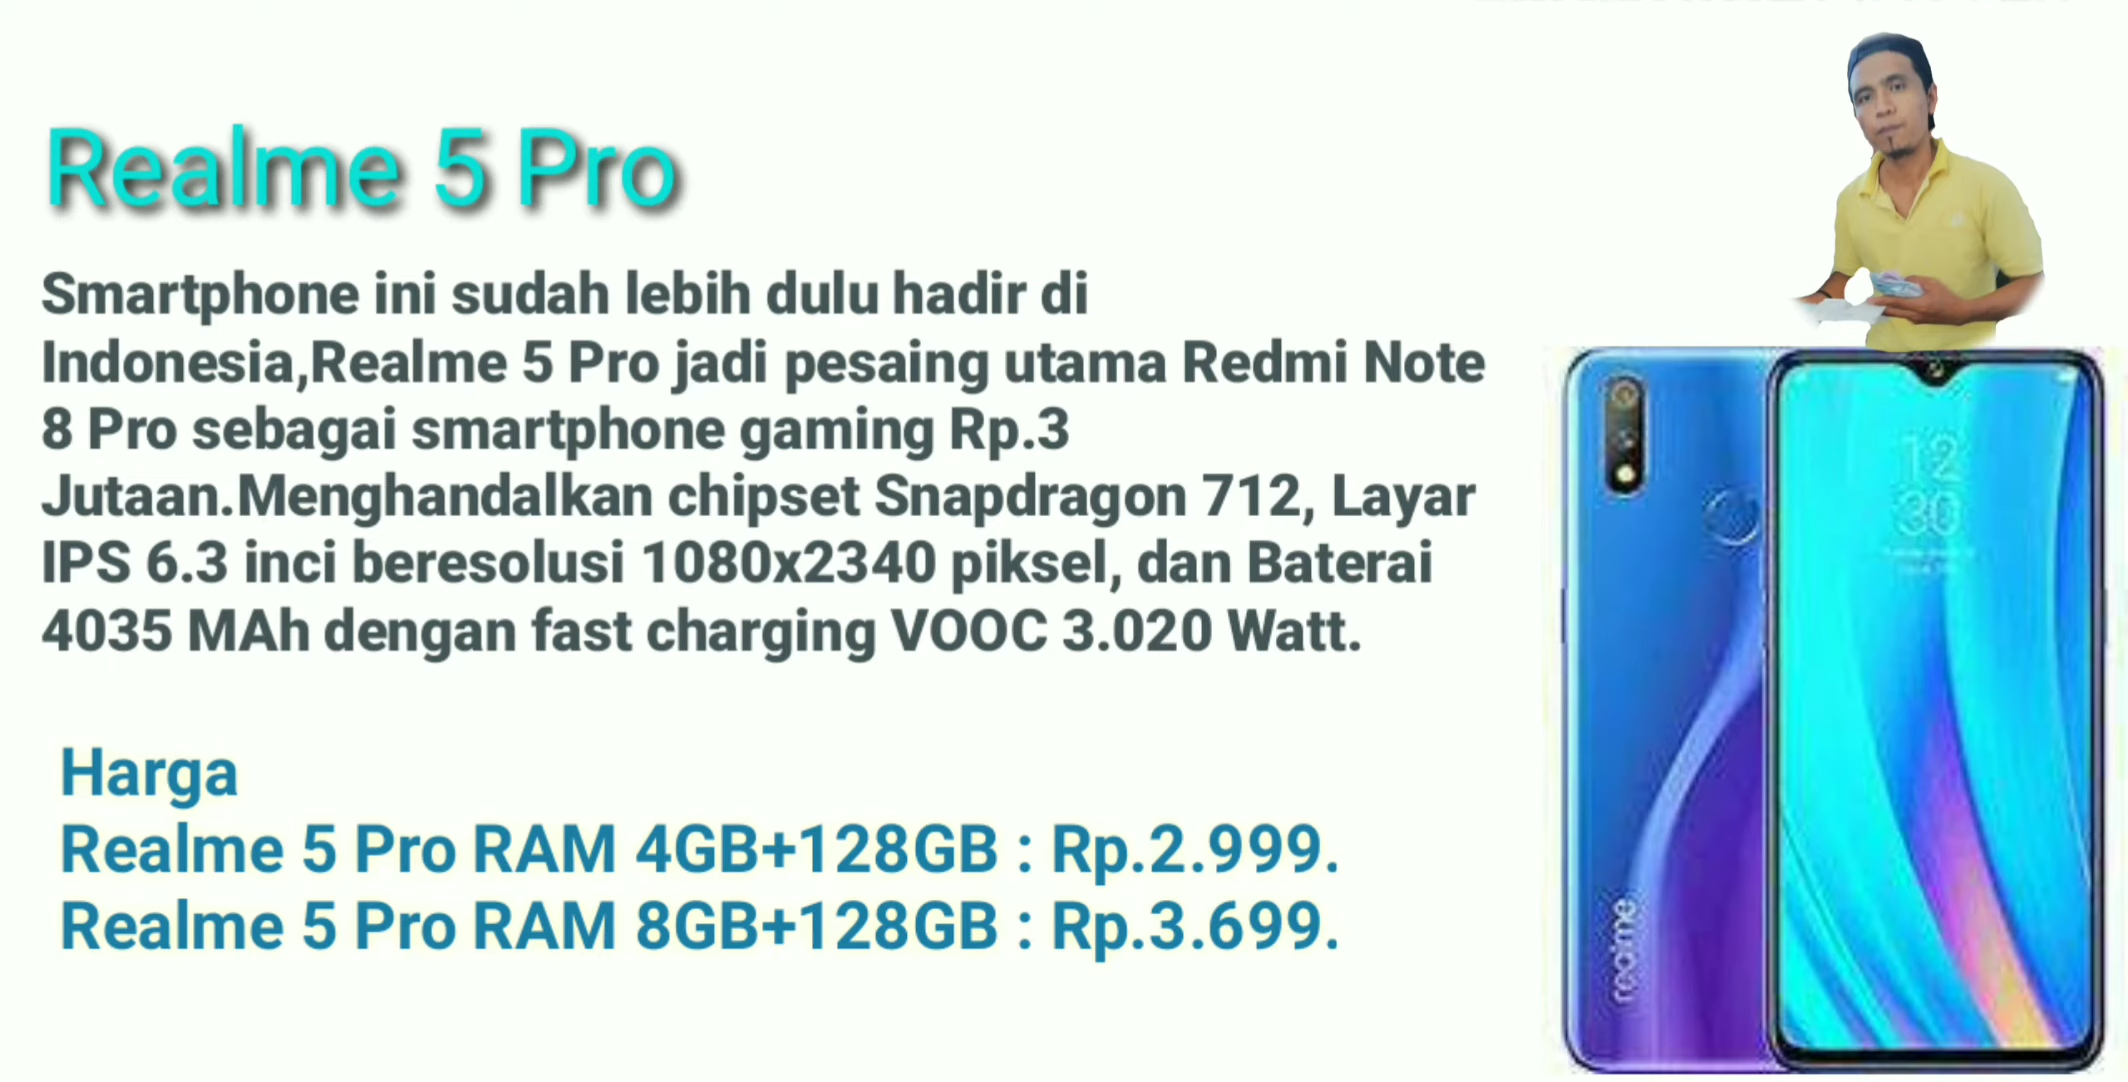 Realme 5 Pro
Smartphone ini sudah lebih dulu hadir di
Indonesia,Realme 5 Pro jadi pesaing utama Redmi Note
8 Pro sebagai smartphone gaming Rp.3
Jutaan.Menghandalkan chipset Snapdragon 712, Layar
IPS 6.3 inci beresolusi 1080x2340 piksel, dan Baterai
4035 MAh dengan fast charging VOOC 3.020 Watt.
Harga
Realme 5 Pro RAM 4GB+128GB : Rp.2.999.
Realme 5 Pro RAM 8GB+128GB : Rp.3.699.
12
30
realme